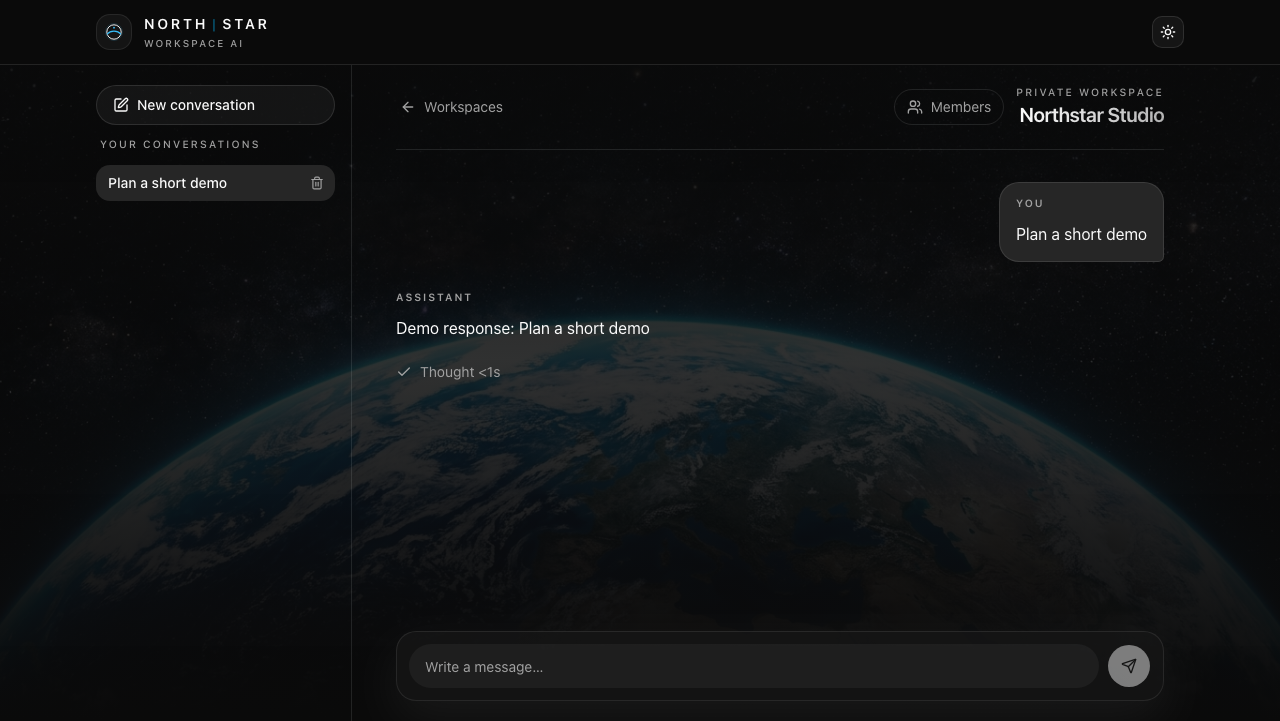 NORTH | STAR
WORKSPACE AI
New conversation
YOUR CONVERSATIONS
Plan a short demo
Workspaces
Members
PRIVATE WORKSPACE
Northstar Studio
YOU
Plan a short demo
ASSISTANT
Demo response: Plan a short demo
Thought <1s
Write a message...